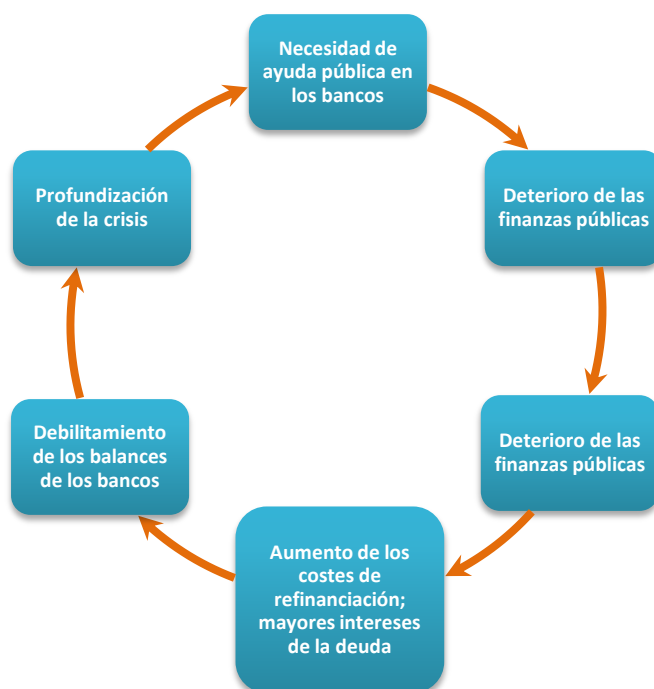 Necesidad de
ayuda pública en
los bancos
Deterioro de las
finanzas públicas
Deterioro de las
finanzas públicas
Aumento de los
costes de
refinanciación;
mayores intereses
de la deuda
Debilitamiento
de los balances
de los bancos
Profundización
de la crisis